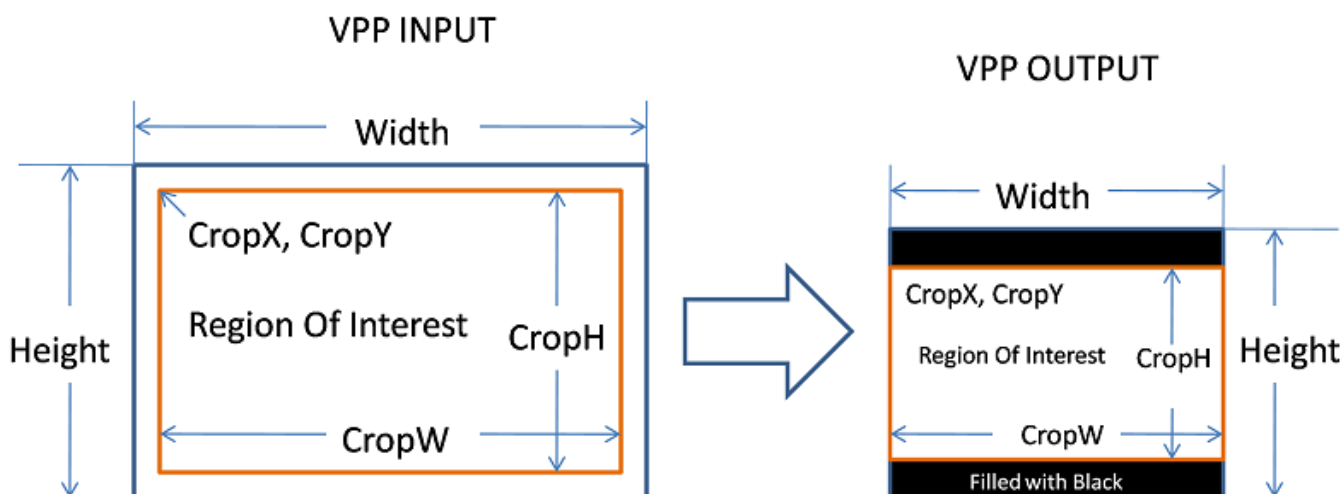 VPP INPUT
VPP OUTPUT
Width
Width
CropX, CropY
CropX, CropY
Region Of Interest
CropH
Height
Region Of Interest
CropH
Height
CropW
CropW
Filled with Black